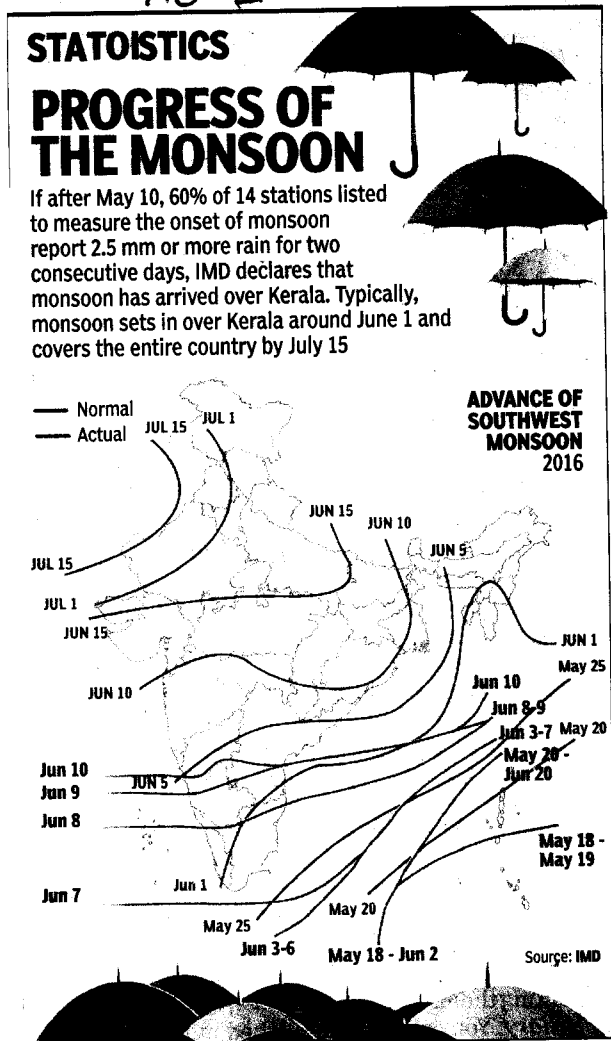 STATOISTICS
PROGRESS OF
THE MONSOON
If after May 10, 60% of 14 stations listed
to measure the onset of monsoon
report 2.5 mm or more rain for two
consecutive days, IMD declares that
monsoon has arrived over Kerala. Typically,
monsoon sets in over Kerala around June 1 and
covers the entire country by July 15
Normal
Actual
ADVANCE OF
SOUTHWEST
MONSOON
2016
JUL 15
JUL 1
JUN 15
JUN 10
JUN 5
JUL 15
JUL 1
JUN 15
JUN 1
May 25
JUN 10
Jun 10
Jun 8-9
Jun 3-7
May 20
May 20 -
Jun 20
Jun 10
JUN 5
Jun 9
Jun 8
May 18 -
May 19
Jun 1
Jun 7
May 25
May 20
Jun 3-6
May 18 - Jun 2
Source: IMD